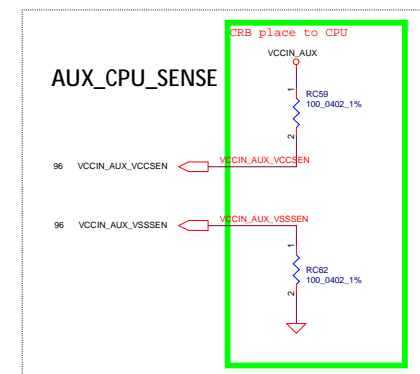 CRB place to CPU
VCCIN_AUX
AUX_CPU_SENSE
1
RC59
100_0402_1%
2
96 VCCIN_AUX_VCCSEN
VCCIN_AUX_VCCSEN
96 VCCIN_AUX_VSSSEN
VCCIN_AUX_VSSSEN
1
RC62
100_0402_1%
2